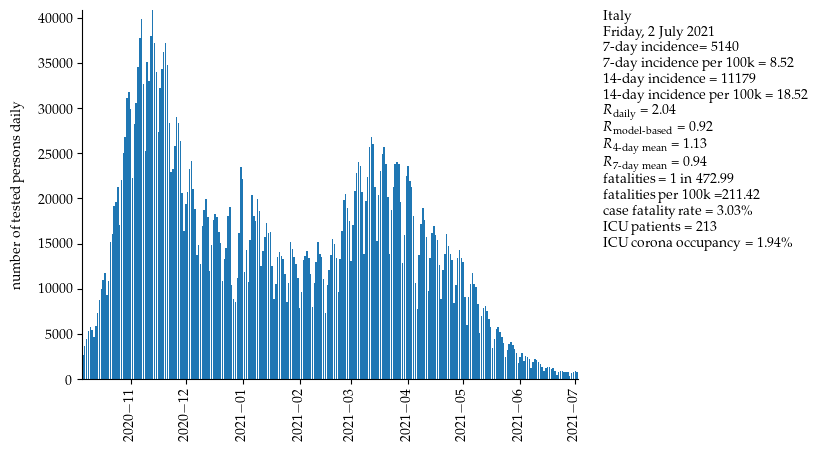 Italy
Friday, 2 July 2021
7-day incidence= 5140
7-day incidence per 100k = 8.52
14-day incidence = 11179
14-day incidence per 100k = 18.52
R_daily = 2.04
R_model-based = 0.92
R_4-day mean = 1.13
R_7-day mean = 0.94
fatalities = 1 in 472.99
fatalities per 100k =211.42
case fatality rate = 3.03%
ICU patients = 213
ICU corona occupancy = 1.94%
number of tested persons daily
40000
35000
30000
25000
20000
15000
10000
5000
0
2020−11
2020−12
2021−01
2021−02
2021−03
2021−04
2021−05
2021−06
2021−07